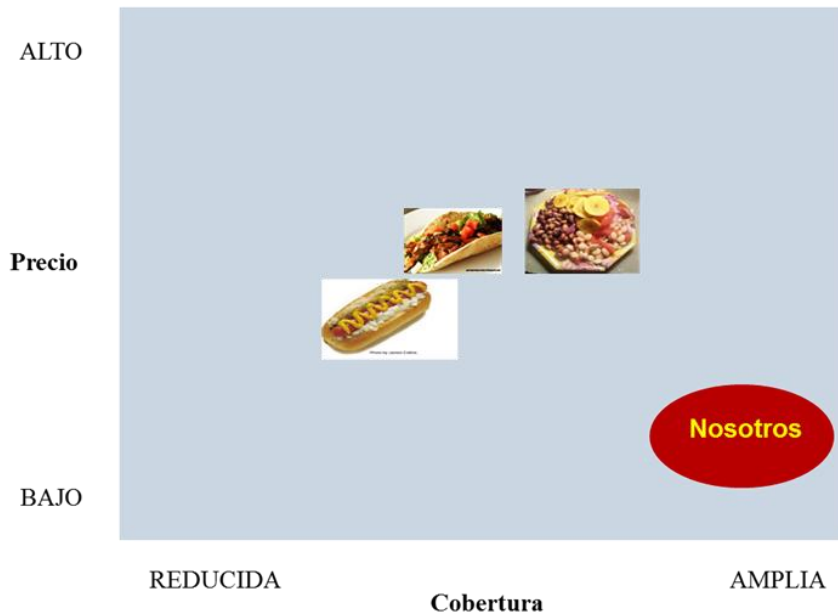 ALTO
Precio
Nosotros
BAJO
REDUCIDA
AMPLIA
Cobertura